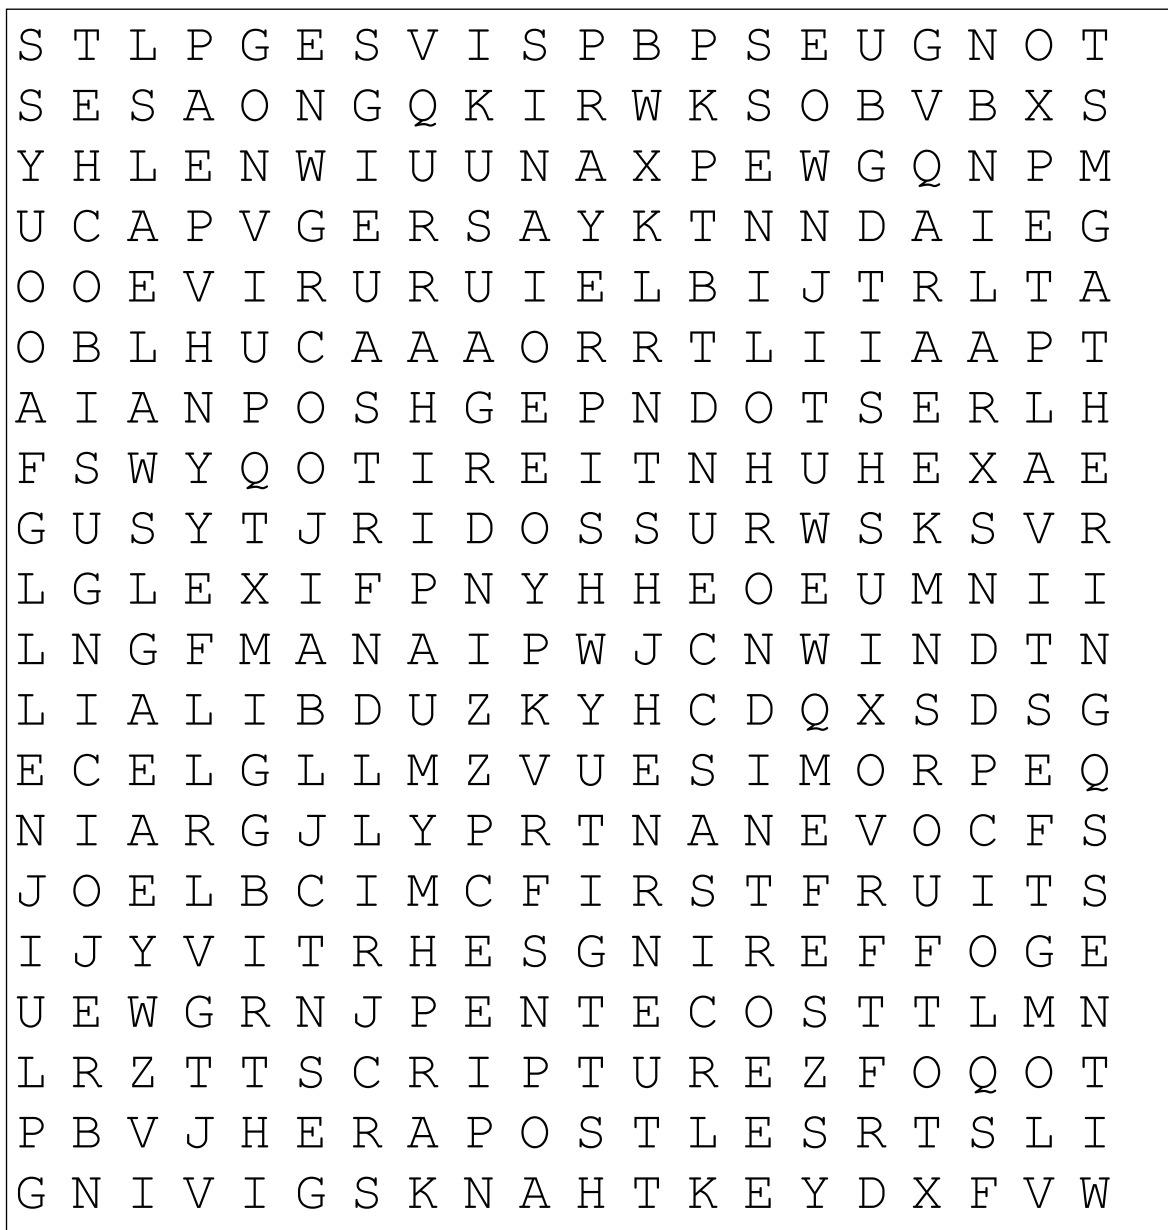 S T L P G E S V I S P B P S E U G N O T
S E S A O N G Q K I R W K S O B V B X S
Y H L E N W I U U N A X P E W G Q N P M
U C A P V G E R S A Y K T N N D A I E G
O O E V I R U R U I E L B I J T R L T A
O B L H U C A A A O R R T L I I A A P T
A I A N P O S H G E P N D O T S E R L H
F S W Y Q O T I R E I T N H U H E X A E
G U S Y T J R I D O S S U R W S K S V R
L G L E X I F P N Y H H E O E U M N I I
L N G F M A N A I P W J C N W I N D T N
L I A L I B D U Z K Y H C D Q X S D S G
E C E L G L L M Z V U E S I M O R P E Q
N I A R G J L Y P R T N A N E V O C F S
J O E L B C I M C F I R S T F R U I T S
I J Y V I T R H E S G N I R E F F O G E
U E W G R N J P E N T E C O S T T L M N
L R Z T T S C R I P T U R E Z F O Q O T
P B V J H E R A P O S T L E S R T S L I
G N I V I G S K N A H T K E Y D X F V W